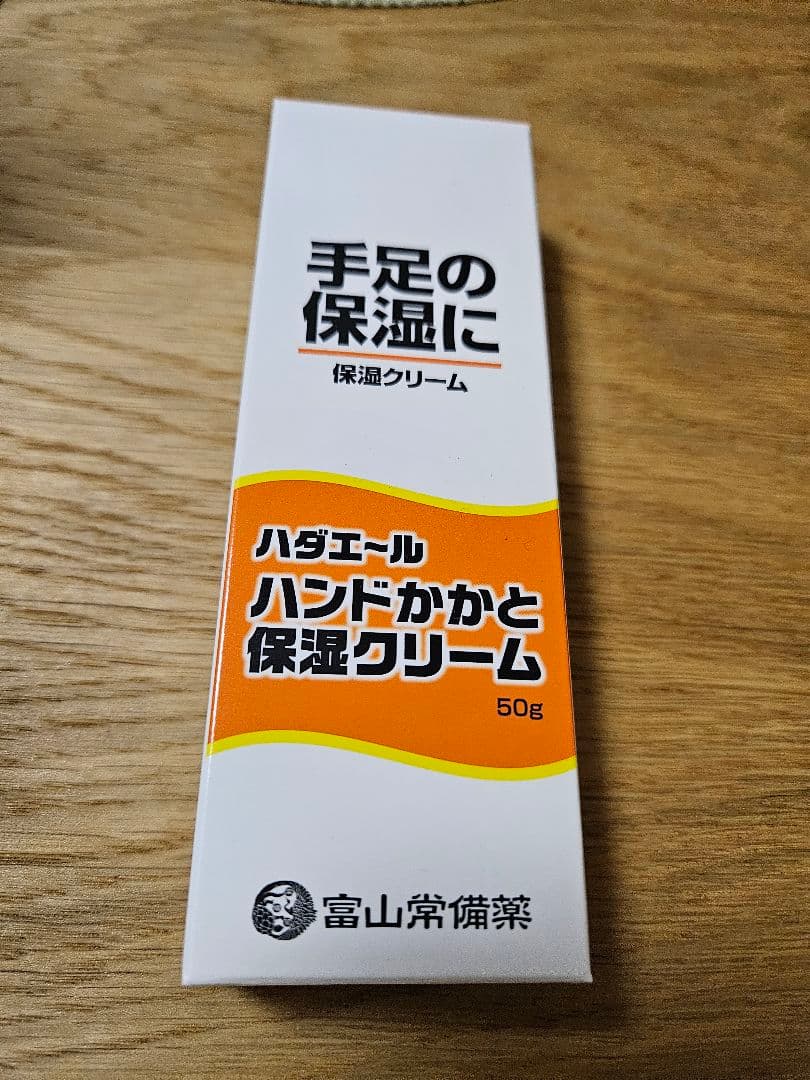 手足の
保湿に
保湿クリーム
ハダエ〜ル
ハンドかかと
保湿クリーム
50g
富山常備薬